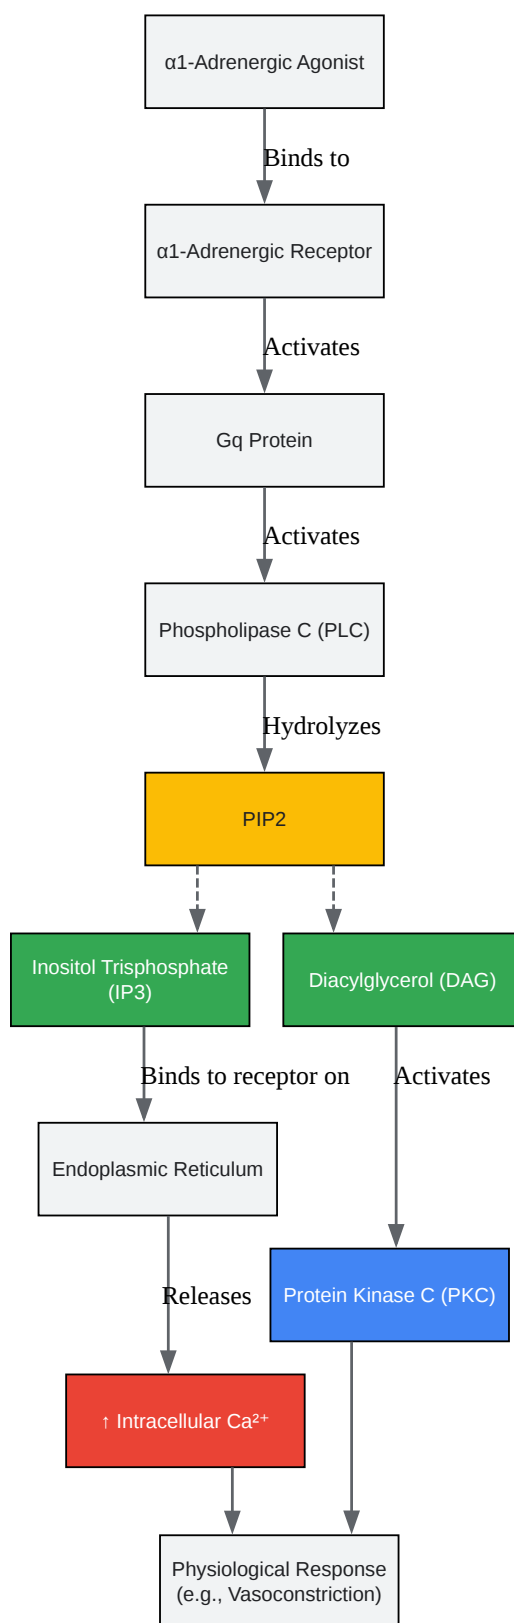 α1-Adrenergic Agonist
Binds to
α1-Adrenergic Receptor
Activates
Gq Protein
Activates
Phospholipase C (PLC)
Hydrolyzes
PIP2
Inositol Trisphosphate
(IP3)
Diacylglycerol (DAG)
Binds to receptor on
Activates
Endoplasmic Reticulum
Releases
Protein Kinase C (PKC)
↑ Intracellular Ca²⁺
Physiological Response
(e.g., Vasoconstriction)